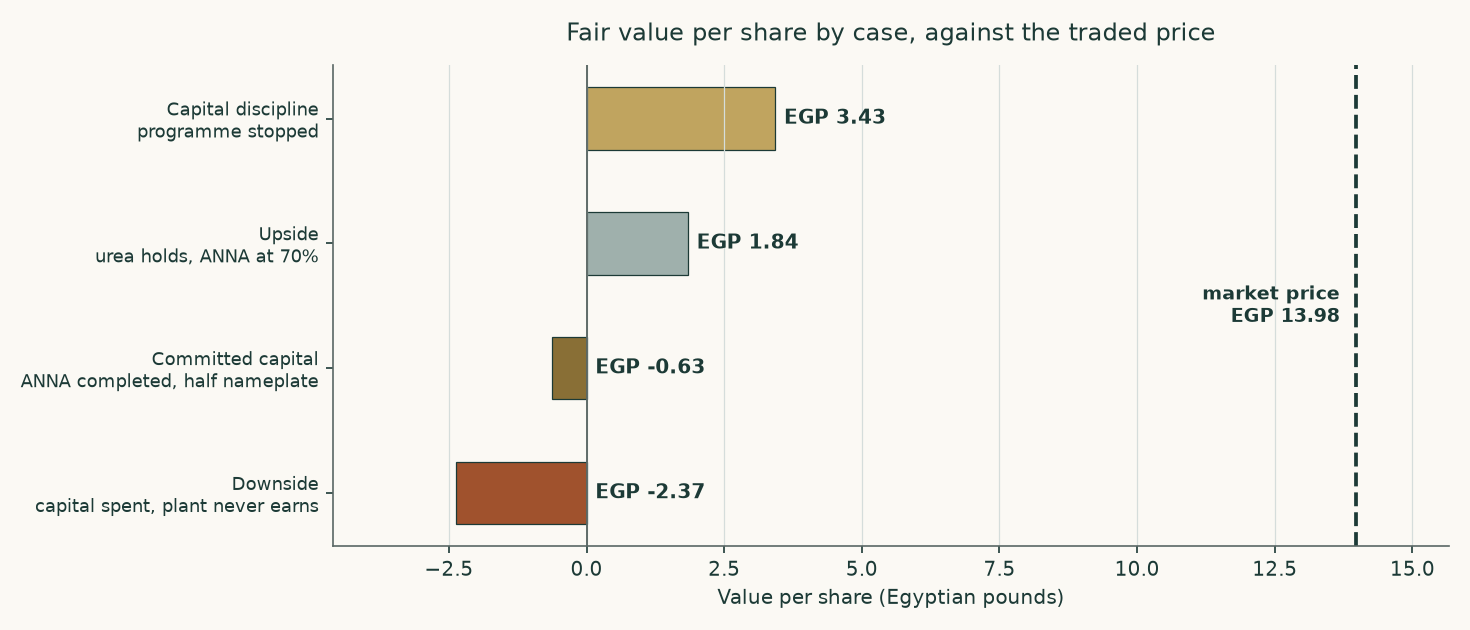 Fair value per share by case, against the traded price
Capital discipline
programme stopped
EGP 3.43
Upside
urea holds, ANNA at 70%
EGP 1.84
market price
EGP 13.98
Committed capital
ANNA completed, half nameplate
EGP -0.63
Downside
capital spent, plant never earns
EGP -2.37
−2.5 0.0 2.5 5.0 7.5 10.0 12.5 15.0
Value per share (Egyptian pounds)